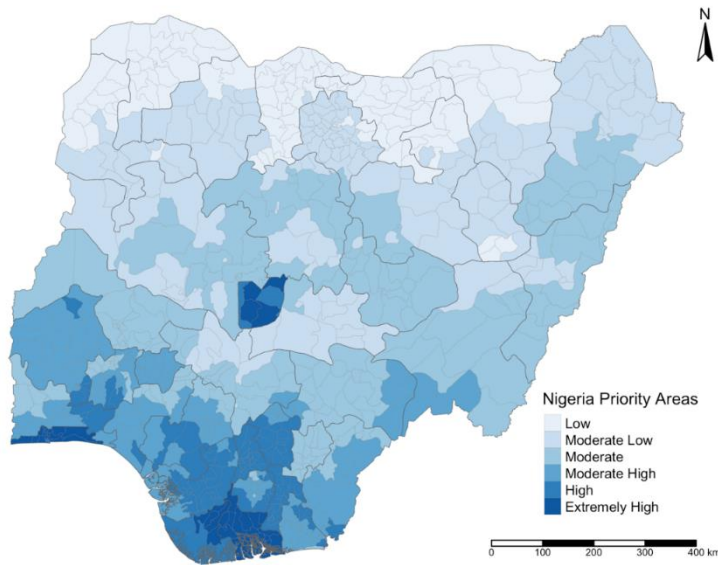 N
Nigeria Priority Areas
Low
Moderate Low
Moderate
Moderate High
High
Extremely High
0 100 200 300 400 km